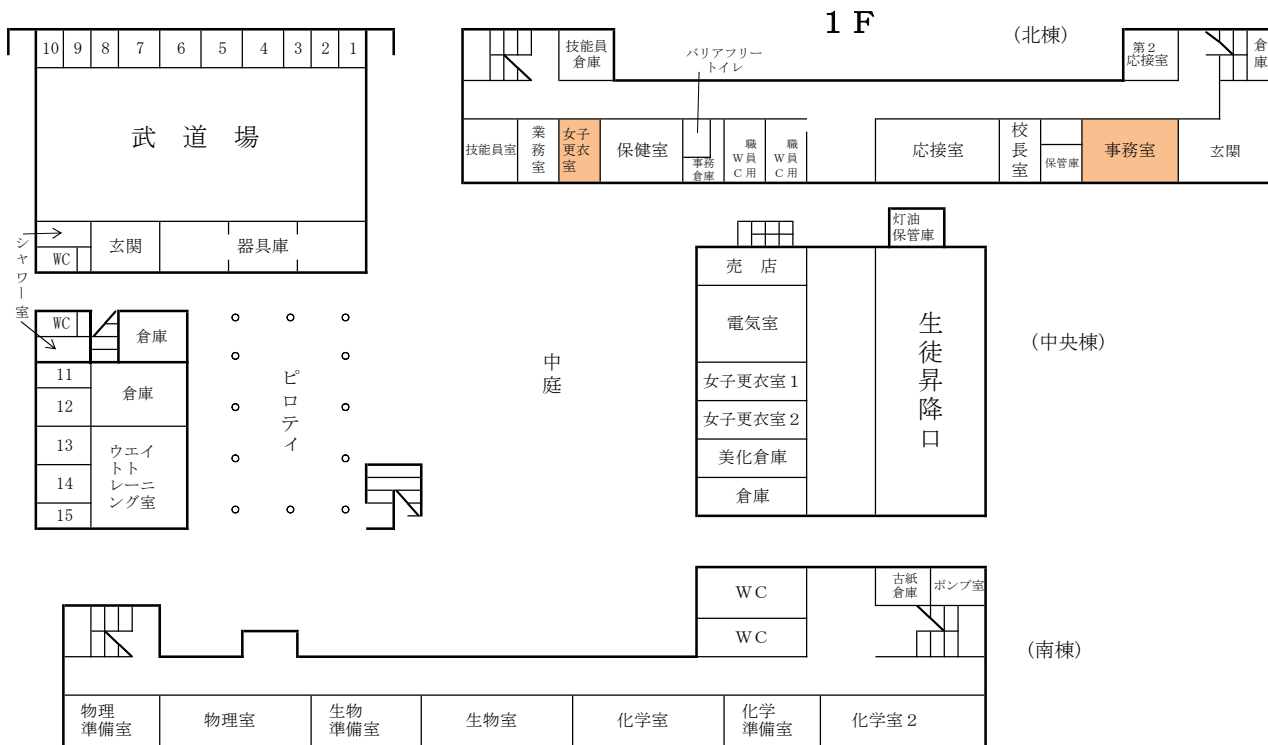 1 F
(北棟)
10 9 8 7 6 5 4 3 2 1
武道場
シャワー室
WC
玄関
器具庫
技能員
倉庫
バリアフリー
トイレ
第2
応接室
倉庫
技能員室
業務室
女子
更衣
室
保健室
事務
倉庫
職員用WC
職員用WC
応接室
校長室
保管庫
事務室
玄関
WC
倉庫
11
倉庫
12
13
14
15
ウエイ
トト
レーニ
ング室
ピロティ
中庭
灯油
保管庫
売 店
電気室
女子更衣室1
女子更衣室2
美化倉庫
倉庫
生徒昇降口
(中央棟)
WC
WC
古紙
倉庫
ポンプ室
(南棟)
物理
準備室
物理室
生物
準備室
生物室
化学室
化学
準備室
化学室2